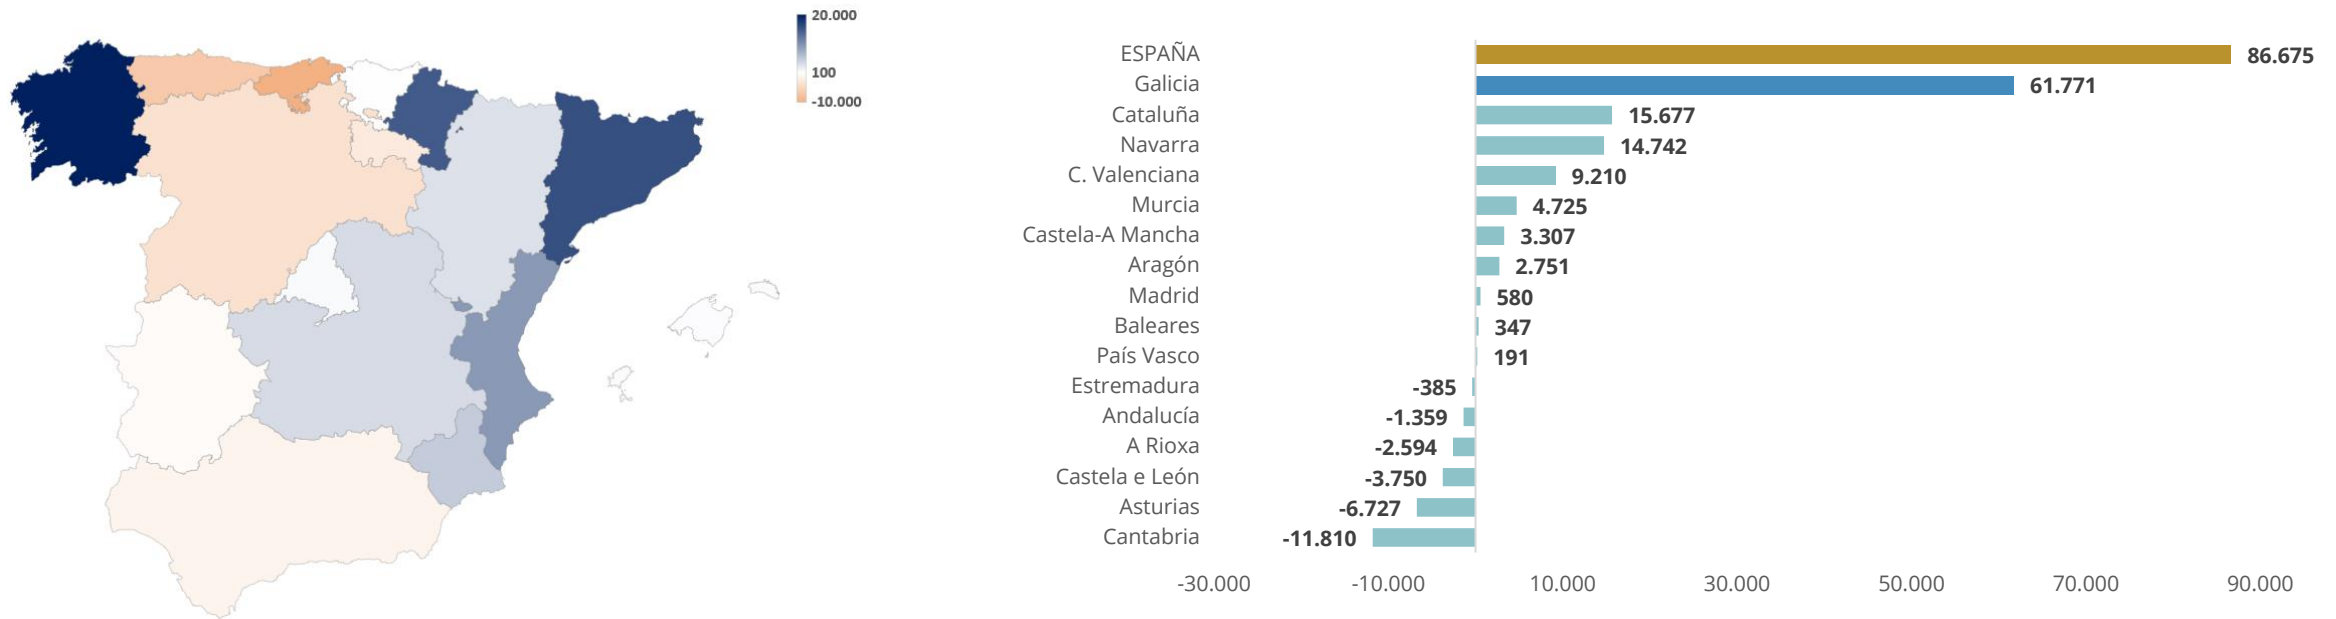 20.000
100
-10.000
ESPAÑA 86.675
Galicia 61.771
Cataluña 15.677
Navarra 14.742
C. Valenciana 9.210
Murcia 4.725
Castela-A Mancha 3.307
Aragón 2.751
Madrid 580
Baleares 347
País Vasco 191
Estremadura -385
Andalucía -1.359
A Rioxa -2.594
Castela e León -3.750
Asturias -6.727
Cantabria -11.810
-30.000 -10.000 10.000 30.000 50.000 70.000 90.000